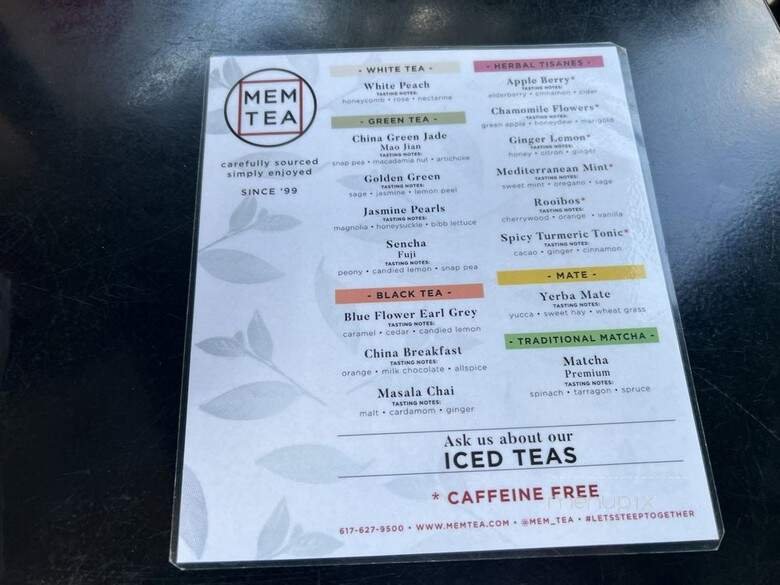 MEM
TEA
carefully sourced
simply enjoyed
SINCE '99
- WHITE TEA -
White Peach
TASTING NOTES:
honeycomb • rose • nectarine
- GREEN TEA -
China Green Jade
Mao Jian
TASTING NOTES:
snap pea • macadamia nut • artichoke
Golden Green
TASTING NOTES:
sage • jasmine • lemon peel
Jasmine Pearls
TASTING NOTES:
magnolia • honeysuckle • bibb lettuce
Sencha
Fuji
TASTING NOTES:
peony • candied lemon • snap pea
- BLACK TEA -
Blue Flower Earl Grey
TASTING NOTES:
caramel • cedar • candied lemon
China Breakfast
TASTING NOTES:
orange • milk chocolate • allspice
Masala Chai
TASTING NOTES:
malt • cardamom • ginger
- HERBAL TISANES -
Apple Berry*
TASTING NOTES:
elderberry • cinnamon • cider
Chamomile Flowers*
TASTING NOTES:
green apple • honeydew • marigold
Ginger Lemon*
TASTING NOTES:
honey • citron • ginger
Mediterranean Mint*
TASTING NOTES:
sweet mint • oregano • sage
Rooibos*
TASTING NOTES:
cherrywood • orange • vanilla
Spicy Turmeric Tonic*
TASTING NOTES:
cacao • ginger • cinnamon
- MATE -
Yerba Mate
TASTING NOTES:
yucca • sweet hay • wheat grass
- TRADITIONAL MATCHA -
Matcha
Premium
TASTING NOTES:
spinach • tarragon • spruce
Ask us about our
ICED TEAS
* CAFFEINE FREE
menupix
617-627-9500 • WWW.MEMTEA.COM • @MEM_TEA • #LETSSTEEPTOGETHER